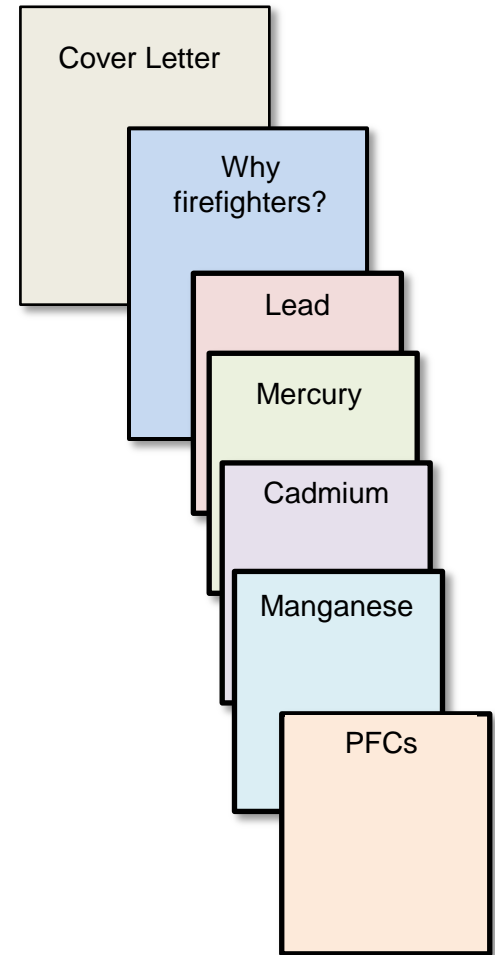 Cover Letter
Why
firefighters?
Lead
Mercury
Cadmium
Manganese
PFCs